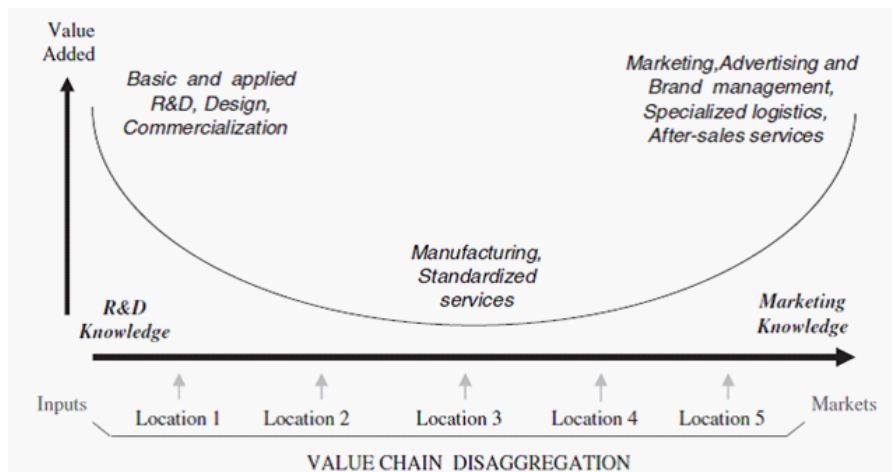 Value
Added
Basic and applied
R&D, Design,
Commercialization
Marketing,Advertising and
Brand management,
Specialized logistics,
After-sales services
Manufacturing,
Standardized
services
R&D
Knowledge
Marketing
Knowledge
Inputs
Location 1
Location 2
Location 3
Location 4
Location 5
Markets
VALUE CHAIN DISAGGREGATION